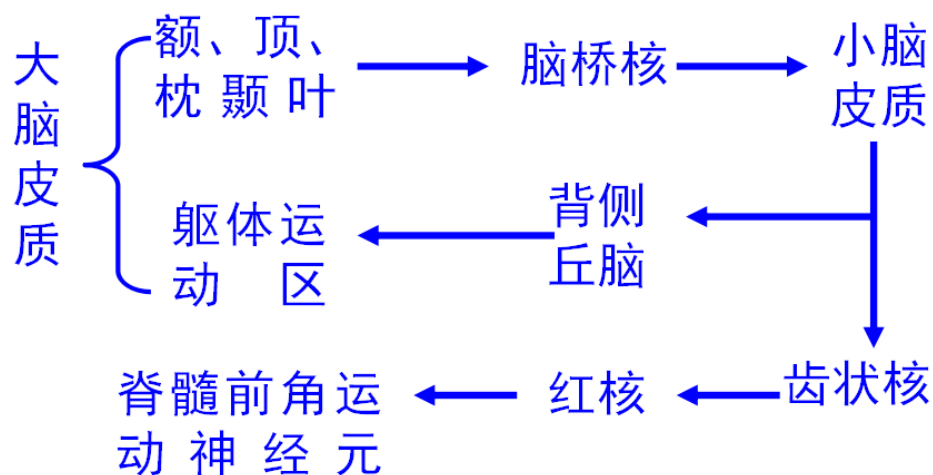 大脑皮质
额、顶、
枕颞叶
脑桥核
小脑
皮质
躯体运
动区
背侧
丘脑
脊髓前角运
动神经元
红核
齿状核